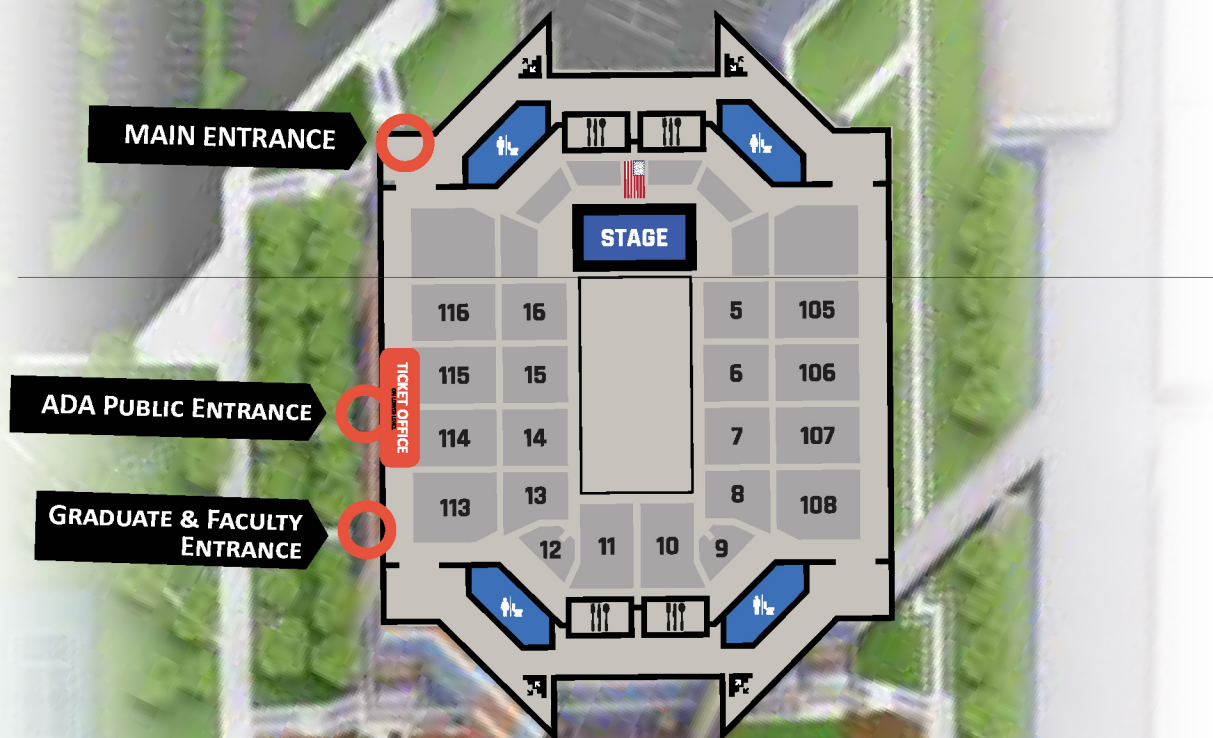 MAIN ENTRANCE
STAGE
116 16 5 105
115 15 6 106
TICKET OFFICE
ADA PUBLIC ENTRANCE
114 14 7 107
113 13 8 108
GRADUATE & FACULTY
ENTRANCE
12 11 10 9